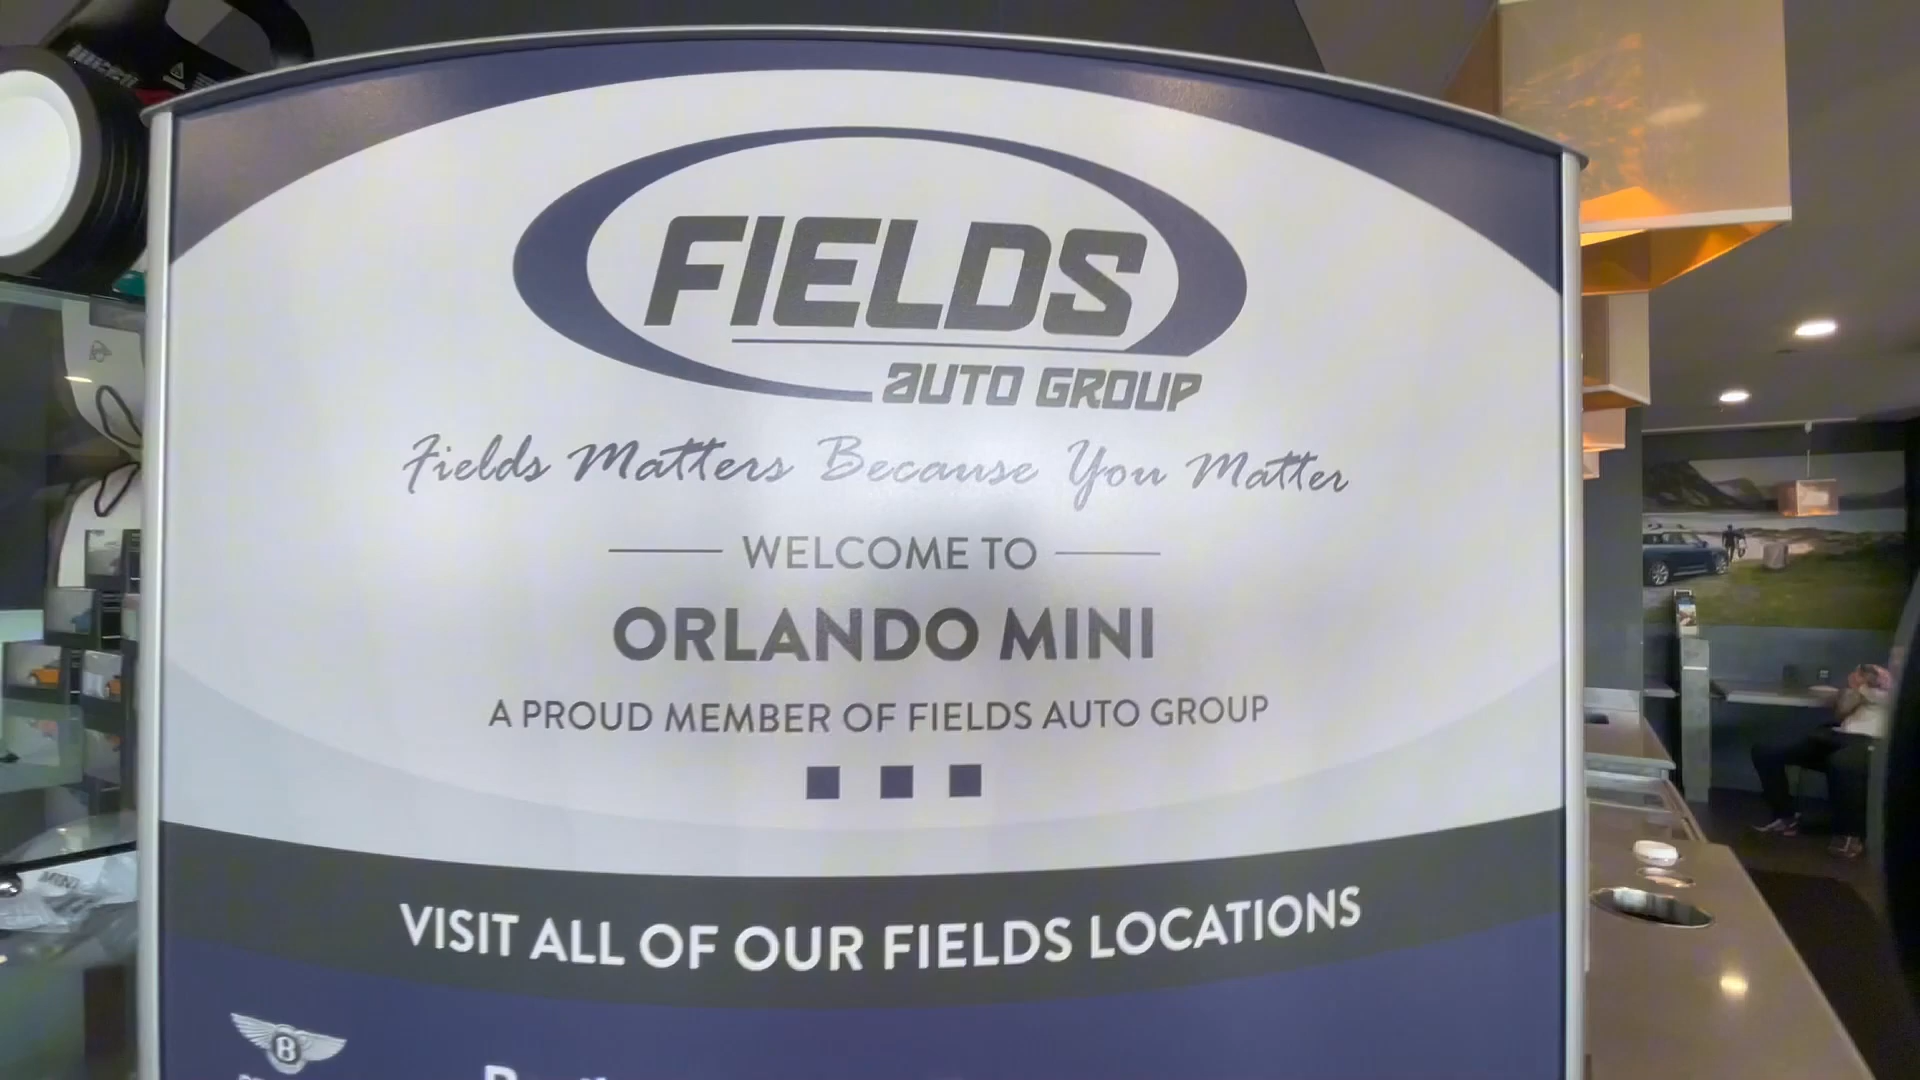 FIELDS
AUTO GROUP
Fields Matters Because You Matter
WELCOME TO
ORLANDO MINI
A PROUD MEMBER OF FIELDS AUTO GROUP
VISIT ALL OF OUR FIELDS LOCATIONS
B
MINI